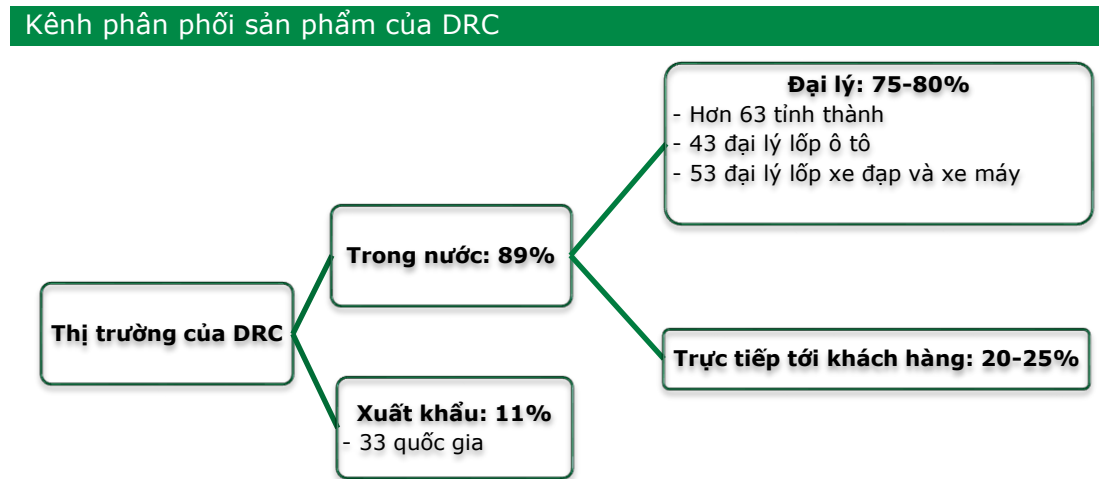 Kênh phân phối sản phẩm của DRC
Thị trường của DRC
Trong nước: 89%
Xuất khẩu: 11%
- 33 quốc gia
Đại lý: 75-80%
- Hơn 63 tỉnh thành
- 43 đại lý lốp ô tô
- 53 đại lý lốp xe đạp và xe máy
Trực tiếp tới khách hàng: 20-25%